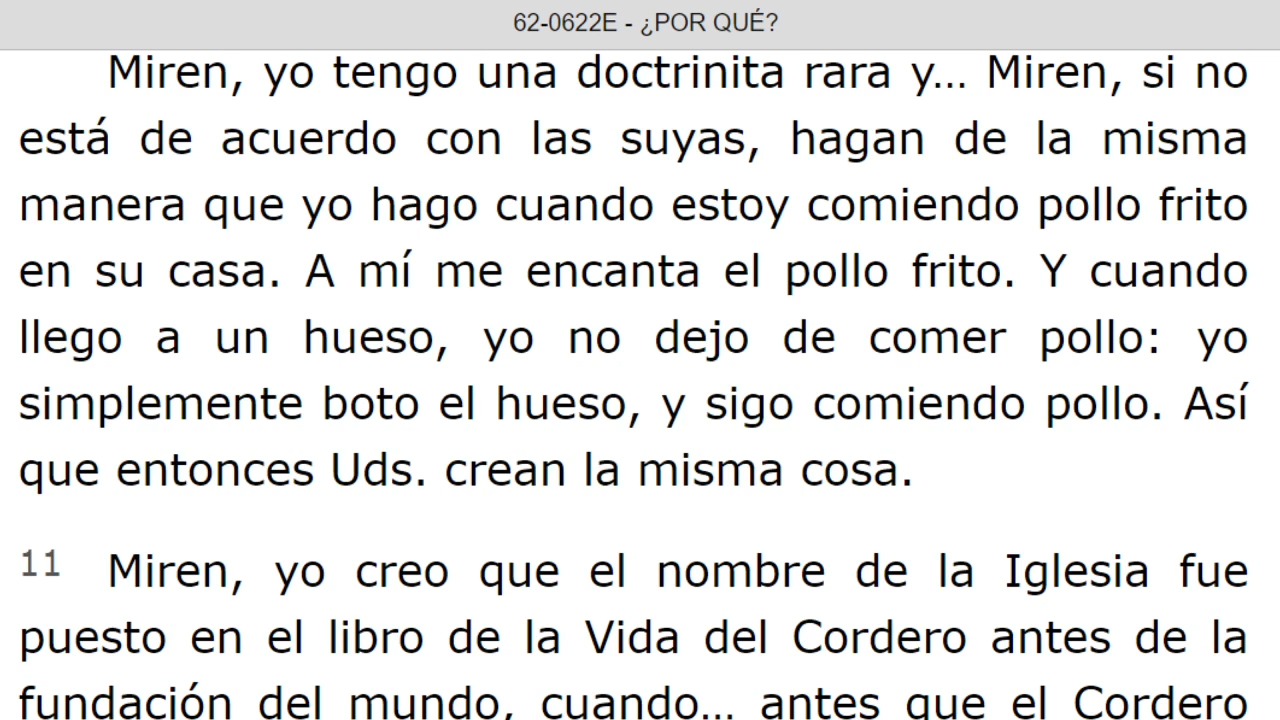 62-0622E - ¿POR QUÉ?
Miren, yo tengo una doctrinita rara y… Miren, si no
está de acuerdo con las suyas, hagan de la misma
manera que yo hago cuando estoy comiendo pollo frito
en su casa. A mí me encanta el pollo frito. Y cuando
llego a un hueso, yo no dejo de comer pollo: yo
simplemente boto el hueso, y sigo comiendo pollo. Así
que entonces Uds. crean la misma cosa.
11 Miren, yo creo que el nombre de la Iglesia fue
puesto en el libro de la Vida del Cordero antes de la
fundación del mundo, cuando… antes que el Cordero